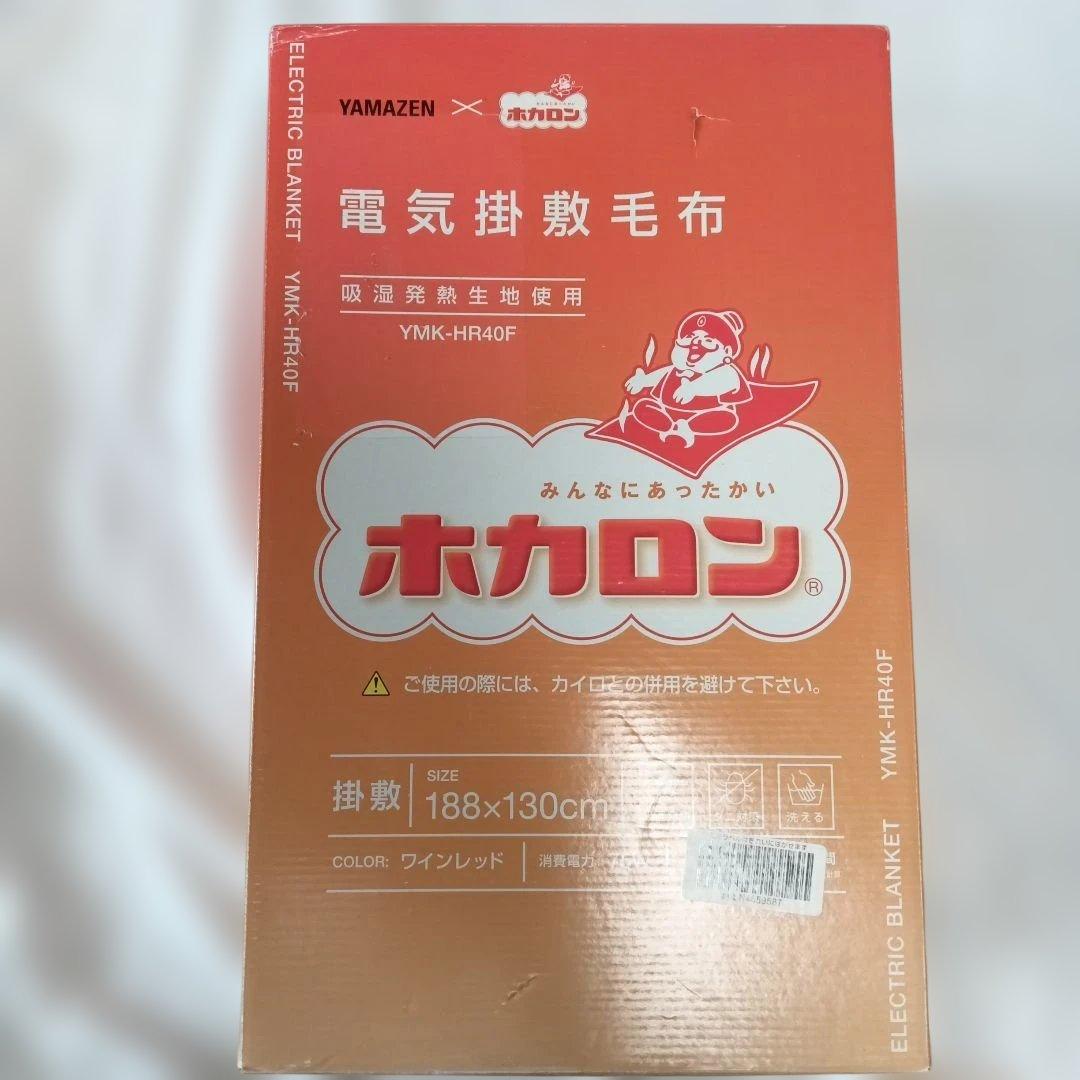 ELECTRIC BLANKET YMK-HR40F
YAMAZEN × ホカロン
電気掛敷毛布
吸湿発熱生地使用
YMK-HR40F
みんなにあったかい
ホカロン®
ご使用の際には、カイロとの併用を避けて下さい。
掛敷 SIZE 188×130cm
ダニ対策 洗える
COLOR: ワインレッド 消費電力
ELECTRIC BLANKET YMK-HR40F